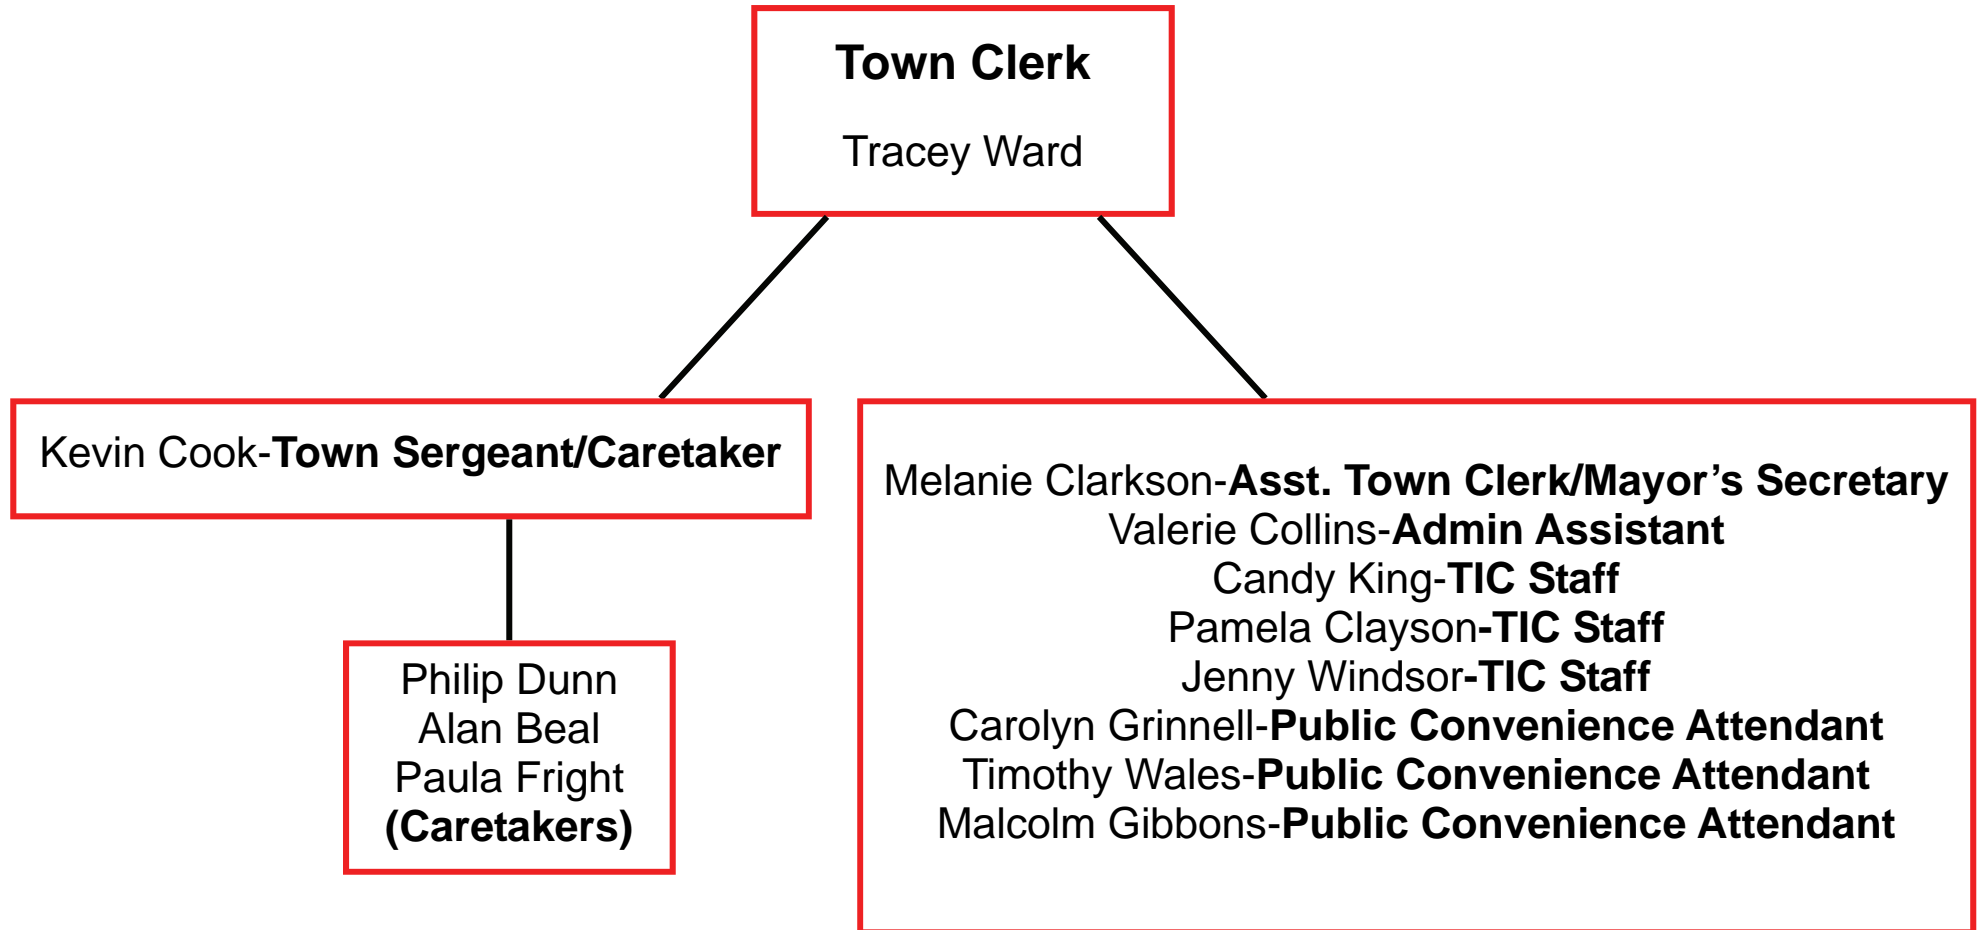 Town Clerk
Tracey Ward
Kevin Cook-Town Sergeant/Caretaker
Philip Dunn
Alan Beal
Paula Fright
(Caretakers)
Melanie Clarkson-Asst. Town Clerk/Mayor’s Secretary
Valerie Collins-Admin Assistant
Candy King-TIC Staff
Pamela Clayson-TIC Staff
Jenny Windsor-TIC Staff
Carolyn Grinnell-Public Convenience Attendant
Timothy Wales-Public Convenience Attendant
Malcolm Gibbons-Public Convenience Attendant